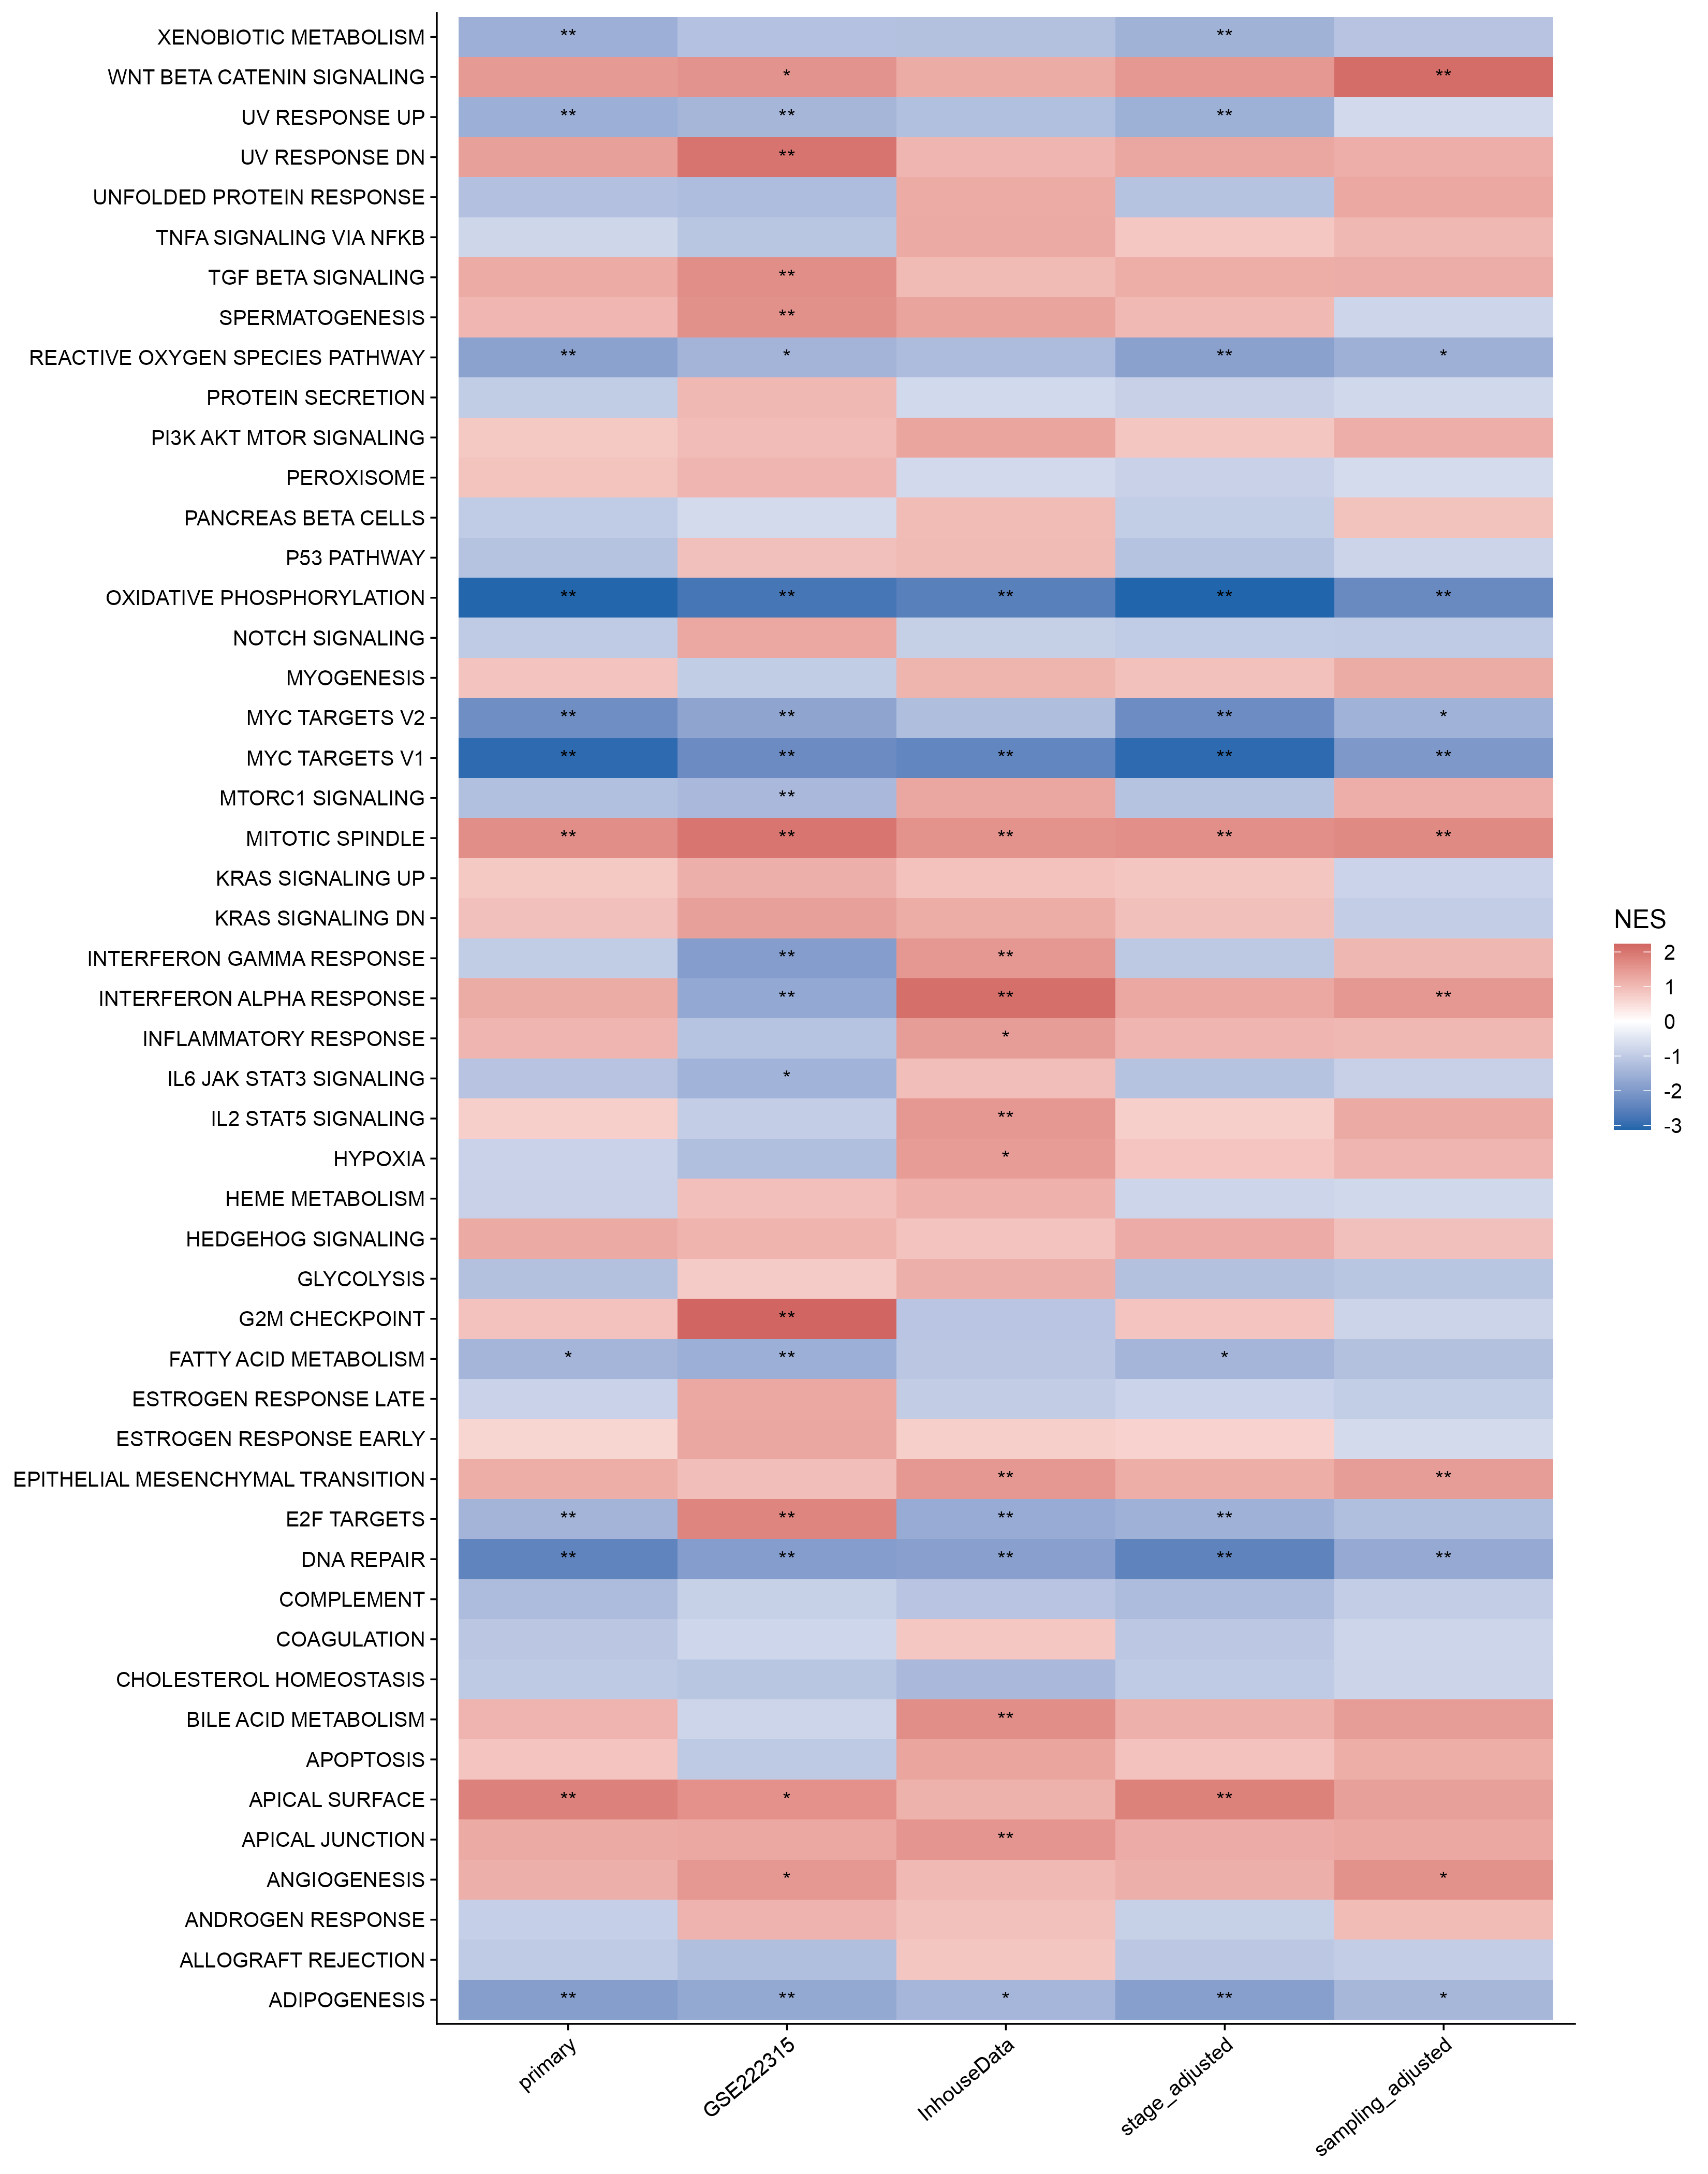 XENOBIOTIC METABOLISM ** **
WNT BETA CATENIN SIGNALING * **
UV RESPONSE UP ** ** **
UV RESPONSE DN **
UNFOLDED PROTEIN RESPONSE
TNFA SIGNALING VIA NFKB
TGF BETA SIGNALING **
SPERMATOGENESIS **
REACTIVE OXYGEN SPECIES PATHWAY ** * ** *
PROTEIN SECRETION
PI3K AKT MTOR SIGNALING
PEROXISOME
PANCREAS BETA CELLS
P53 PATHWAY
OXIDATIVE PHOSPHORYLATION ** ** ** ** **
NOTCH SIGNALING
MYOGENESIS
MYC TARGETS V2 ** ** ** *
MYC TARGETS V1 ** ** ** ** **
MTORC1 SIGNALING **
MITOTIC SPINDLE ** ** ** ** **
KRAS SIGNALING UP
KRAS SIGNALING DN
INTERFERON GAMMA RESPONSE ** **
INTERFERON ALPHA RESPONSE ** ** **
INFLAMMATORY RESPONSE *
IL6 JAK STAT3 SIGNALING *
IL2 STAT5 SIGNALING **
HYPOXIA *
HEME METABOLISM
HEDGEHOG SIGNALING
GLYCOLYSIS
G2M CHECKPOINT **
FATTY ACID METABOLISM * ** *
ESTROGEN RESPONSE LATE
ESTROGEN RESPONSE EARLY
EPITHELIAL MESENCHYMAL TRANSITION ** **
E2F TARGETS ** ** ** **
DNA REPAIR ** ** ** ** **
COMPLEMENT
COAGULATION
CHOLESTEROL HOMEOSTASIS
BILE ACID METABOLISM **
APOPTOSIS
APICAL SURFACE ** * **
APICAL JUNCTION **
ANGIOGENESIS * *
ANDROGEN RESPONSE
ALLOGRAFT REJECTION
ADIPOGENESIS ** ** * ** *
primary GSE222315 InhouseData stage_adjusted sampling_adjusted
NES
2
1
0
-1
-2
-3